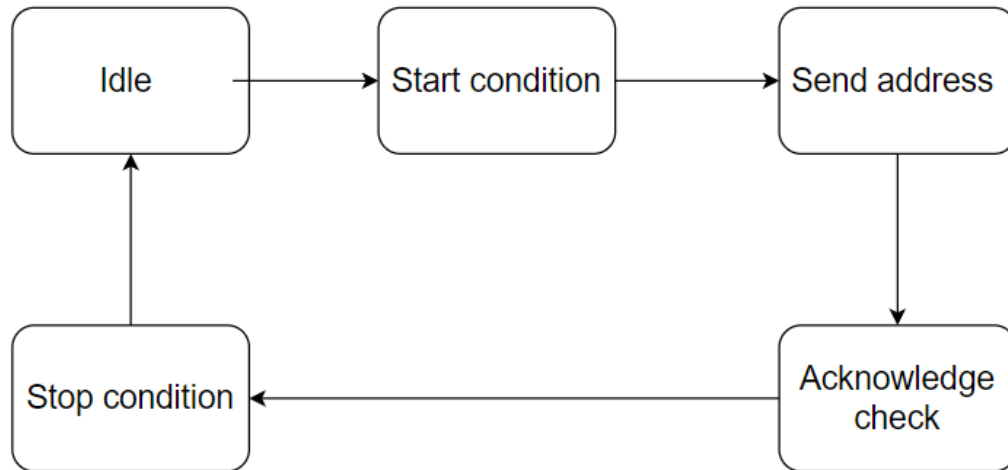 Idle
Start condition
Send address
Stop condition
Acknowledge
check